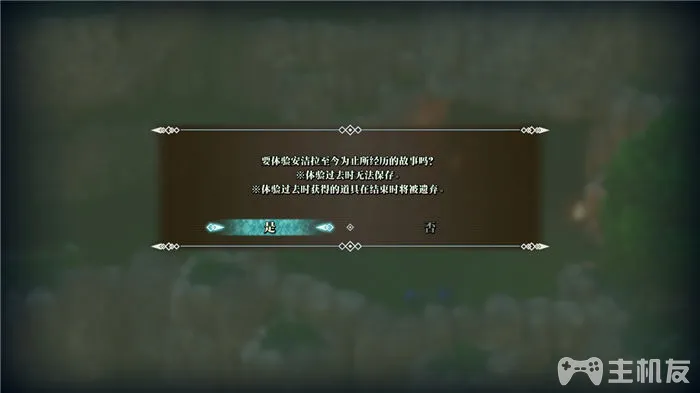 要体验安洁拉至今为止所经历的故事吗?
※体验过去时无法保存。
※体验过去时获得的道具在结束时将被遗弃。
是 否
主机友